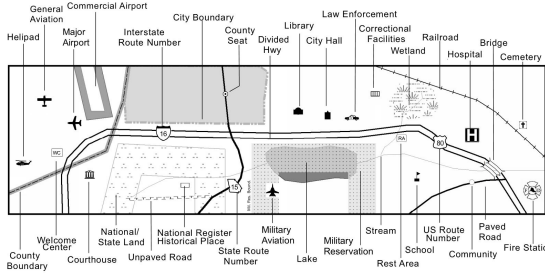 Helipad
General
Aviation
Major
Airport
Commercial Airport
Interstate
Route Number
City Boundary
County
Seat
Divided
Hwy
Library
City Hall
Law Enforcement
Correctional
Facilities
Wetland
Railroad
Hospital
Bridge
Cemetery
WC
16
15
RA
80
H
County
Boundary
Welcome
Center
Courthouse
National/
State Land
Unpaved Road
National Register
Historical Place
State Route
Number
Military
Aviation
Lake
Military
Reservation
Stream
Rest Area
School
US Route
Number
Community
Paved
Road
Fire Statio